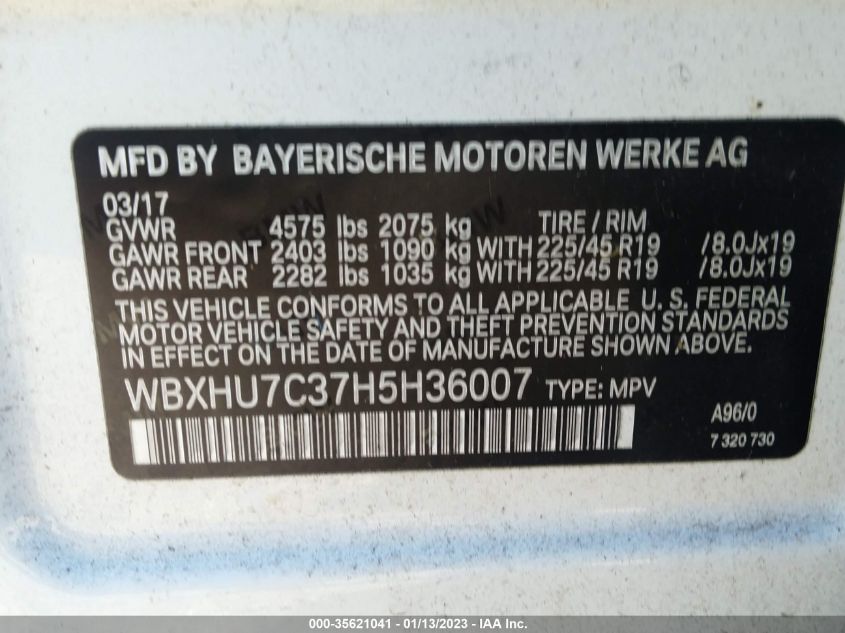 MFD BY BAYERISCHE MOTOREN WERKE AG
03/17
GVWR 4575 lbs 2075 kg TIRE / RIM
GAWR FRONT 2403 lbs 1090 kg WITH 225/45 R19 /8.0Jx19
GAWR REAR 2282 lbs 1035 kg WITH 225/45 R19 /8.0Jx19
THIS VEHICLE CONFORMS TO ALL APPLICABLE U. S. FEDERAL
MOTOR VEHICLE SAFETY AND THEFT PREVENTION STANDARDS
IN EFFECT ON THE DATE OF MANUFACTURE SHOWN ABOVE.
WBXHU7C37H5H36007 TYPE: MPV
A96/0
7 320 730
000-35621041 - 01/13/2023 - IAA Inc.